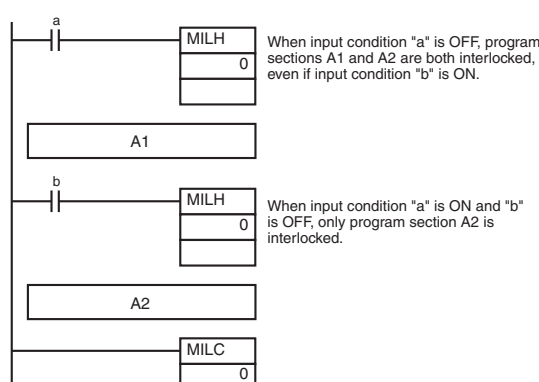 a
MILH
0
When input condition "a" is OFF, program
sections A1 and A2 are both interlocked,
even if input condition "b" is ON.
A1
b
MILH
0
When input condition "a" is ON and "b"
is OFF, only program section A2 is
interlocked.
A2
MILC
0